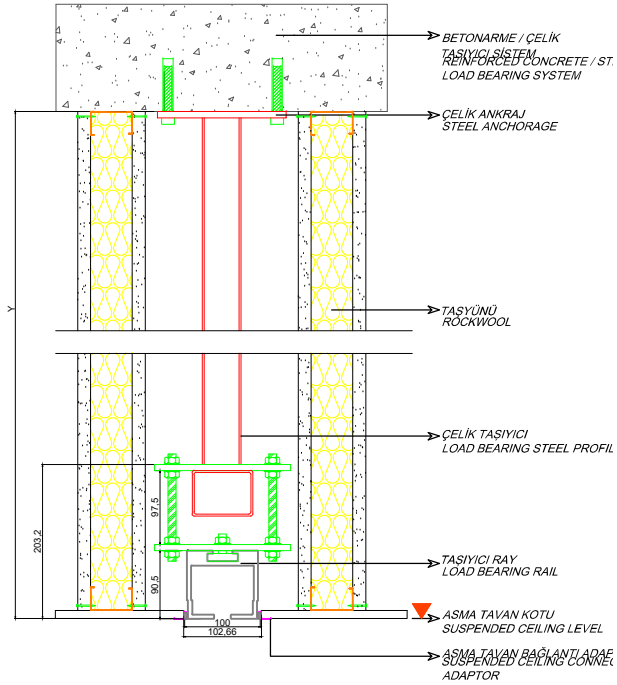 BETONARME / ÇELİK
TAŞIYICI SİSTEM
REINFORCED CONCRETE / ST
LOAD BEARING SYSTEM
ÇELİK ANKRAJ
STEEL ANCHORAGE
Y
TAŞYÜNÜ
ROCKWOOL
ÇELİK TAŞIYICI
LOAD BEARING STEEL PROFIL
203,2
97,5
90,5
TAŞIYICI RAY
LOAD BEARING RAIL
100
102,66
ASMA TAVAN KOTU
SUSPENDED CEILING LEVEL
ASMA TAVAN BAĞLANTI ADAP
SUSPENDED CEILING CONNEC
ADAPTOR